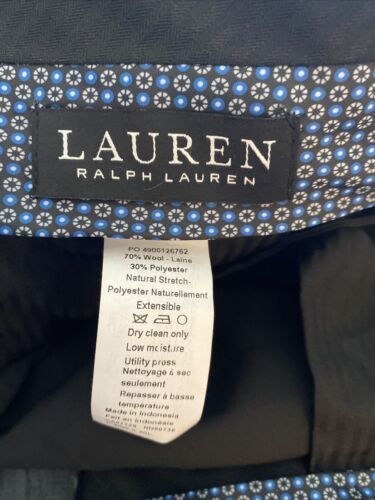 LAUREN
RALPH LAUREN
PO 4900126762
70% Wool - Laine
30% Polyester
Natural Stretch-
Polyester Naturellement
Extensible
Dry clean only
Low moisture
Utility press
Nettoyage à sec
seulement
Repasser à basse
température
Made in Indonesia
Fait en Indonésie